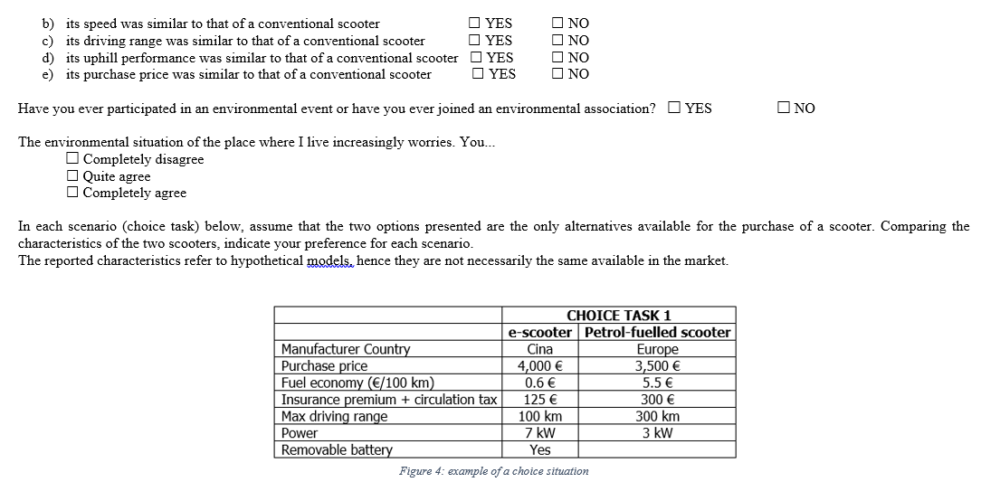 b) its speed was similar to that of a conventional scooter ☐ YES ☐ NO
c) its driving range was similar to that of a conventional scooter ☐ YES ☐ NO
d) its uphill performance was similar to that of a conventional scooter ☐ YES ☐ NO
e) its purchase price was similar to that of a conventional scooter ☐ YES ☐ NO
Have you ever participated in an environmental event or have you ever joined an environmental association? ☐ YES ☐ NO
The environmental situation of the place where I live increasingly worries. You...
☐ Completely disagree
☐ Quite agree
☐ Completely agree
In each scenario (choice task) below, assume that the two options presented are the only alternatives available for the purchase of a scooter. Comparing the
characteristics of the two scooters, indicate your preference for each scenario.
The reported characteristics refer to hypothetical models, hence they are not necessarily the same available in the market.
CHOICE TASK 1
e-scooter Petrol-fuelled scooter
Manufacturer Country Cina Europe
Purchase price 4,000 € 3,500 €
Fuel economy (€/100 km) 0.6 € 5.5 €
Insurance premium + circulation tax 125 € 300 €
Max driving range 100 km 300 km
Power 7 kW 3 kW
Removable battery Yes
Figure 4: example of a choice situation